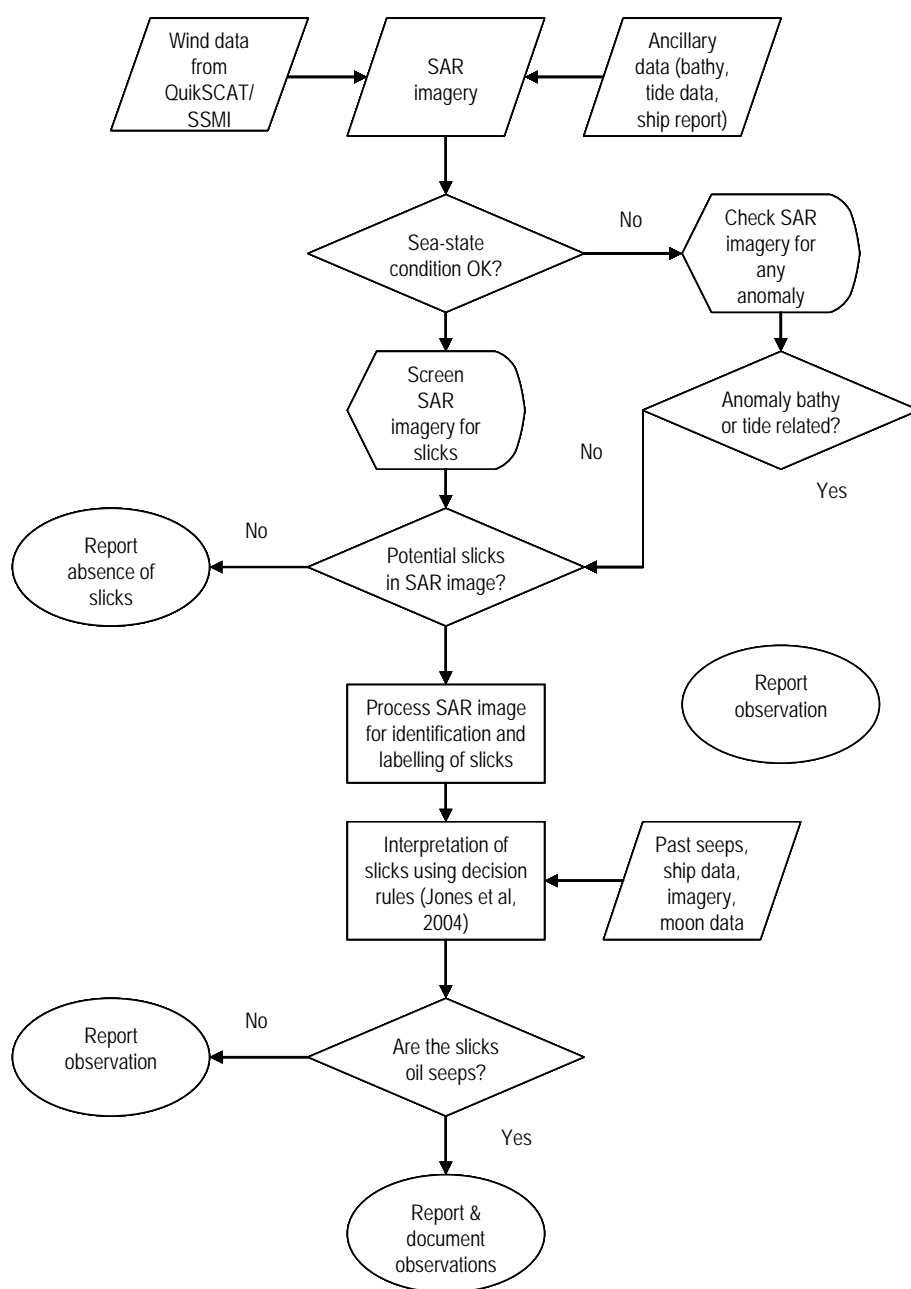 Wind data
from
QuikSCAT/
SSMI
SAR
imagery
Ancillary
data (bathy,
tide data,
ship report)
Sea-state
condition OK?
No
Check SAR
imagery for
any
anomaly
Screen
SAR
imagery for
slicks
Anomaly bathy
or tide related?
No
Yes
Report
absence of
slicks
No
Potential slicks
in SAR image?
Process SAR image
for identification and
labelling of slicks
Report
observation
Interpretation of
slicks using decision
rules (Jones et al,
2004)
Past seeps,
ship data,
imagery,
moon data
Report
observation
No
Are the slicks
oil seeps?
Yes
Report &
document
observations